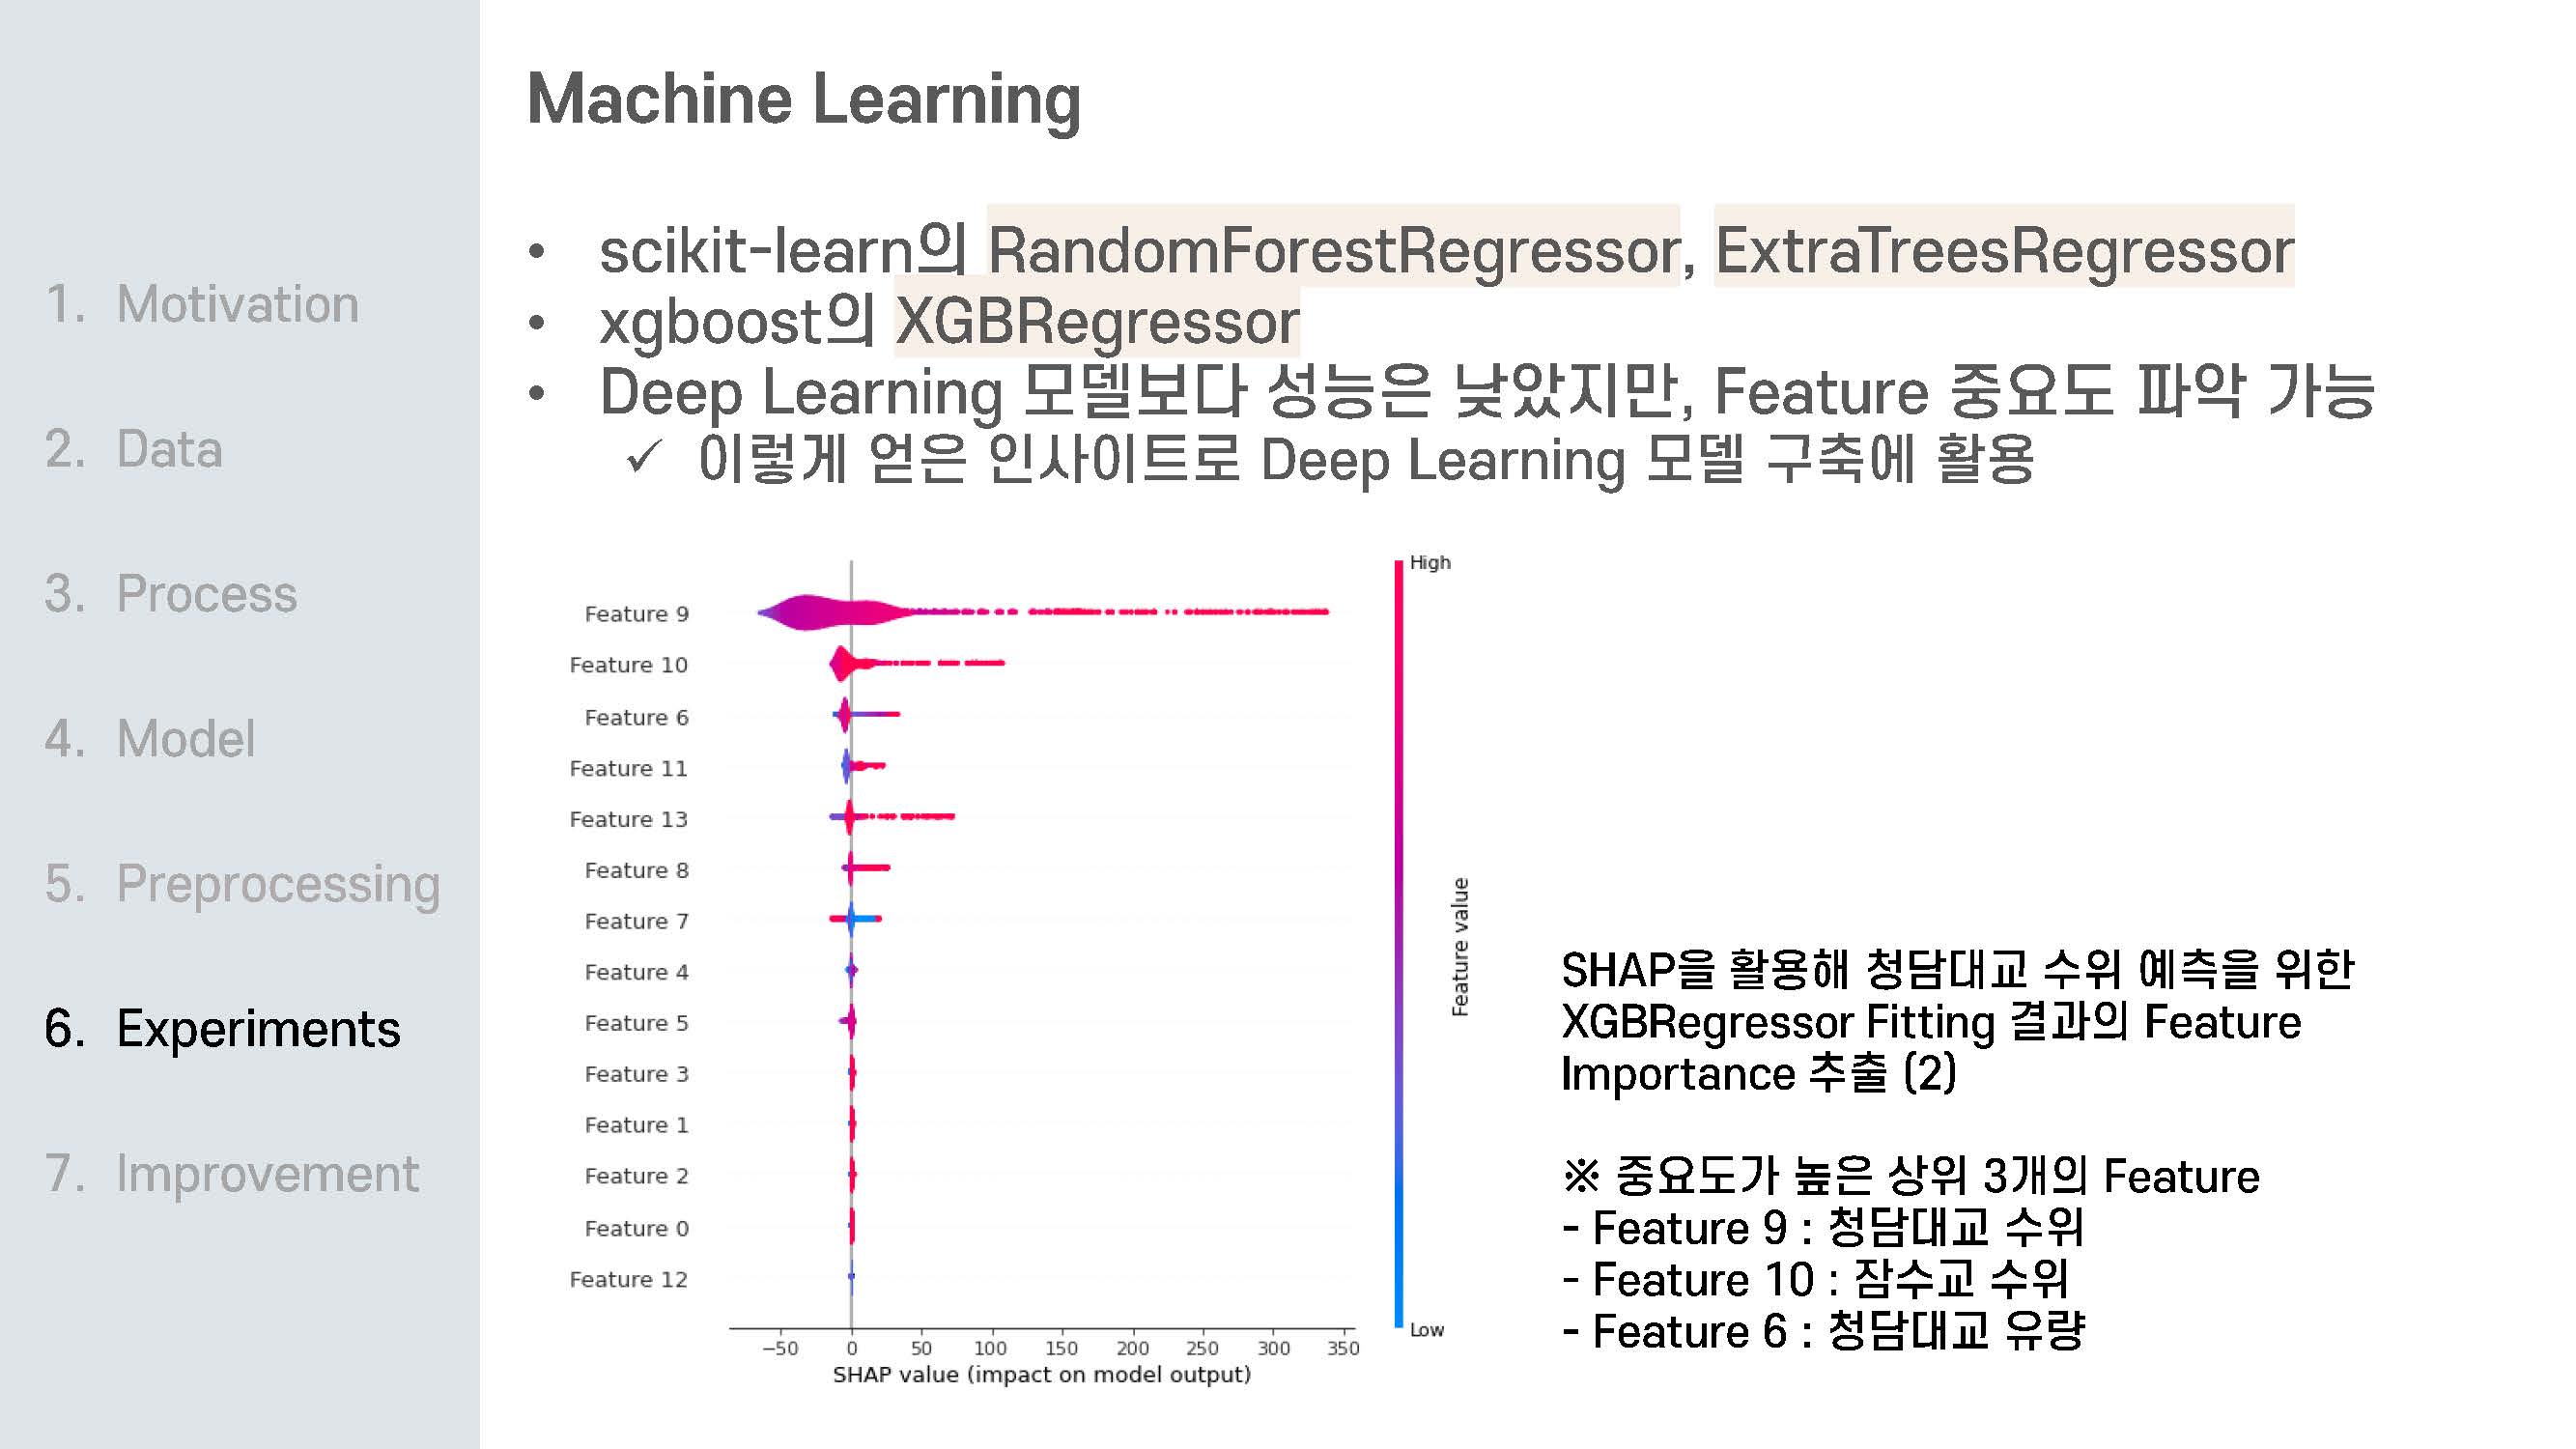 1. Motivation
2. Data
3. Process
4. Model
5. Preprocessing
6. Experiments
7. Improvement
Machine Learning
• scikit-learn의 RandomForestRegressor, ExtraTreesRegressor
• xgboost의 XGBRegressor
• Deep Learning 모델보다 성능은 낮았지만, Feature 중요도 파악 가능
✓ 이렇게 얻은 인사이트로 Deep Learning 모델 구축에 활용
Feature 9
Feature 10
Feature 6
Feature 11
Feature 13
Feature 8
Feature 7
Feature 4
Feature 5
Feature 3
Feature 1
Feature 2
Feature 0
Feature 12
−50 0 50 100 150 200 250 300 350
SHAP value (impact on model output)
High
Feature value
Low
SHAP을 활용해 청담대교 수위 예측을 위한
XGBRegressor Fitting 결과의 Feature
Importance 추출 (2)
※ 중요도가 높은 상위 3개의 Feature
- Feature 9 : 청담대교 수위
- Feature 10 : 잠수교 수위
- Feature 6 : 청담대교 유량